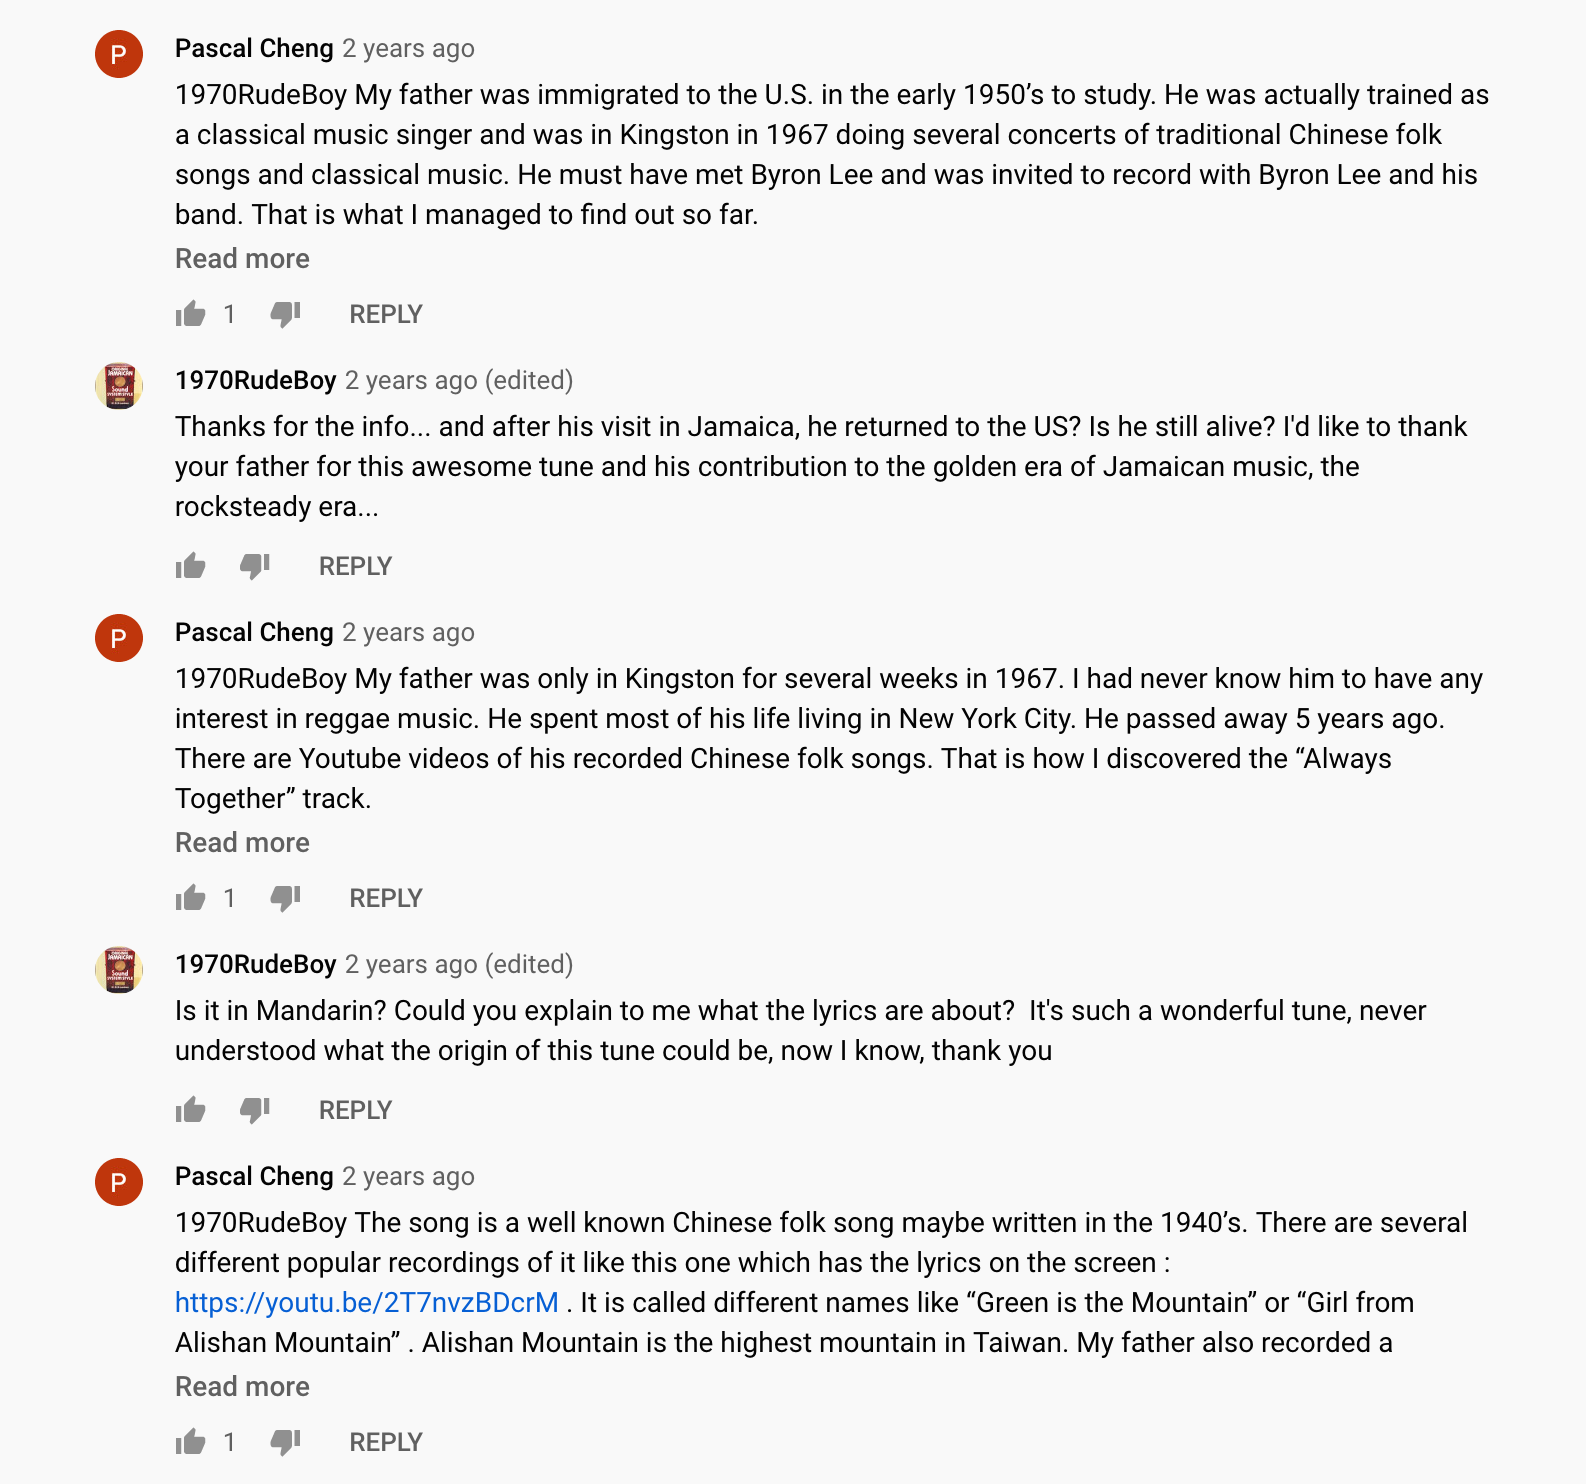 P
Pascal Cheng 2 years ago
1970RudeBoy My father was immigrated to the U.S. in the early 1950’s to study. He was actually trained as
a classical music singer and was in Kingston in 1967 doing several concerts of traditional Chinese folk
songs and classical music. He must have met Byron Lee and was invited to record with Byron Lee and his
band. That is what I managed to find out so far.
Read more
1 REPLY
1970RudeBoy 2 years ago (edited)
Thanks for the info... and after his visit in Jamaica, he returned to the US? Is he still alive? I'd like to thank
your father for this awesome tune and his contribution to the golden era of Jamaican music, the
rocksteady era...
REPLY
P
Pascal Cheng 2 years ago
1970RudeBoy My father was only in Kingston for several weeks in 1967. I had never know him to have any
interest in reggae music. He spent most of his life living in New York City. He passed away 5 years ago.
There are Youtube videos of his recorded Chinese folk songs. That is how I discovered the “Always
Together” track.
Read more
1 REPLY
1970RudeBoy 2 years ago (edited)
Is it in Mandarin? Could you explain to me what the lyrics are about?  It's such a wonderful tune, never
understood what the origin of this tune could be, now I know, thank you
REPLY
P
Pascal Cheng 2 years ago
1970RudeBoy The song is a well known Chinese folk song maybe written in the 1940’s. There are several
different popular recordings of it like this one which has the lyrics on the screen :
https://youtu.be/2T7nvzBDcrM . It is called different names like “Green is the Mountain” or “Girl from
Alishan Mountain” . Alishan Mountain is the highest mountain in Taiwan. My father also recorded a
Read more
1 REPLY